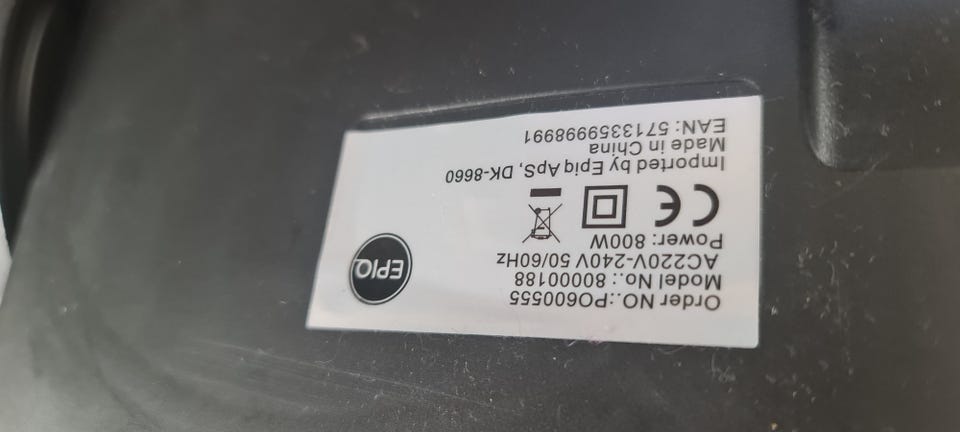 Order NO.:PO600555
Model No.: 80000188
AC220V-240V 50/60Hz
Power: 800W
CE
EPIQ
Imported by Epiq ApS, DK-8660
Made in China
EAN: 5713359998991